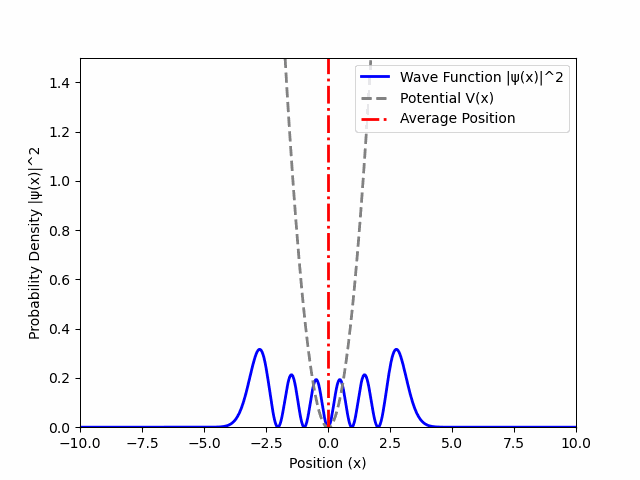 Wave Function |ψ(x)|^2
Potential V(x)
Average Position
Probability Density |ψ(x)|^2
1.4
1.2
1.0
0.8
0.6
0.4
0.2
0.0
−10.0 −7.5 −5.0 −2.5 0.0 2.5 5.0 7.5 10.0
Position (x)